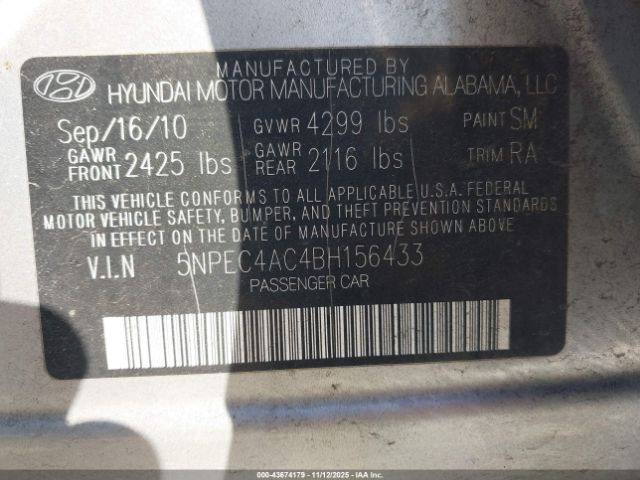 MANUFACTURED BY
HYUNDAI MOTOR MANUFACTURING ALABAMA, LLC
Sep/16/10 GVWR 4299 lbs PAINT SM
GAWR FRONT 2425 lbs GAWR REAR 2116 lbs TRIM RA
THIS VEHICLE CONFORMS TO ALL APPLICABLE U.S.A. FEDERAL
MOTOR VEHICLE SAFETY, BUMPER, AND THEFT PREVENTION STANDARDS
IN EFFECT ON THE DATE OF MANUFACTURE SHOWN ABOVE
V.I.N 5NPEC4AC4BH156433
PASSENGER CAR
000-43674179 11/12/2025 IAAI.COM